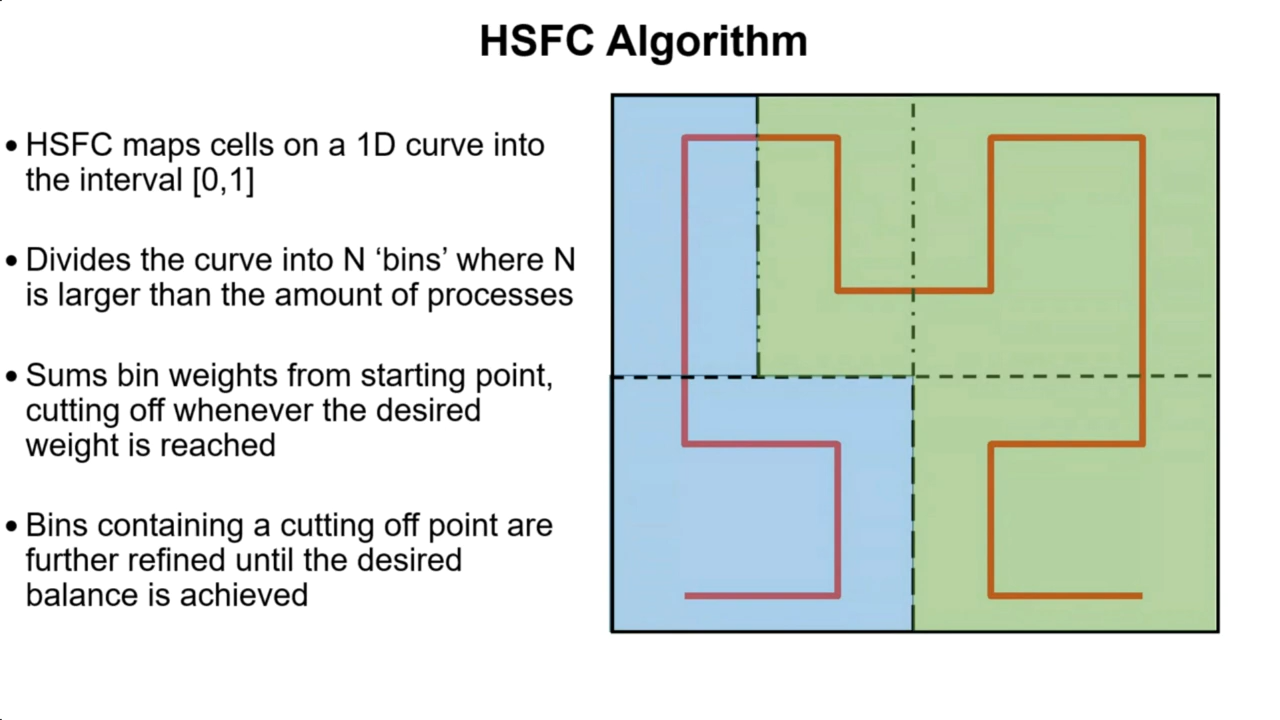 HSFC Algorithm
• HSFC maps cells on a 1D curve into
the interval [0,1]
• Divides the curve into N ‘bins’ where N
is larger than the amount of processes
• Sums bin weights from starting point,
cutting off whenever the desired
weight is reached
• Bins containing a cutting off point are
further refined until the desired
balance is achieved